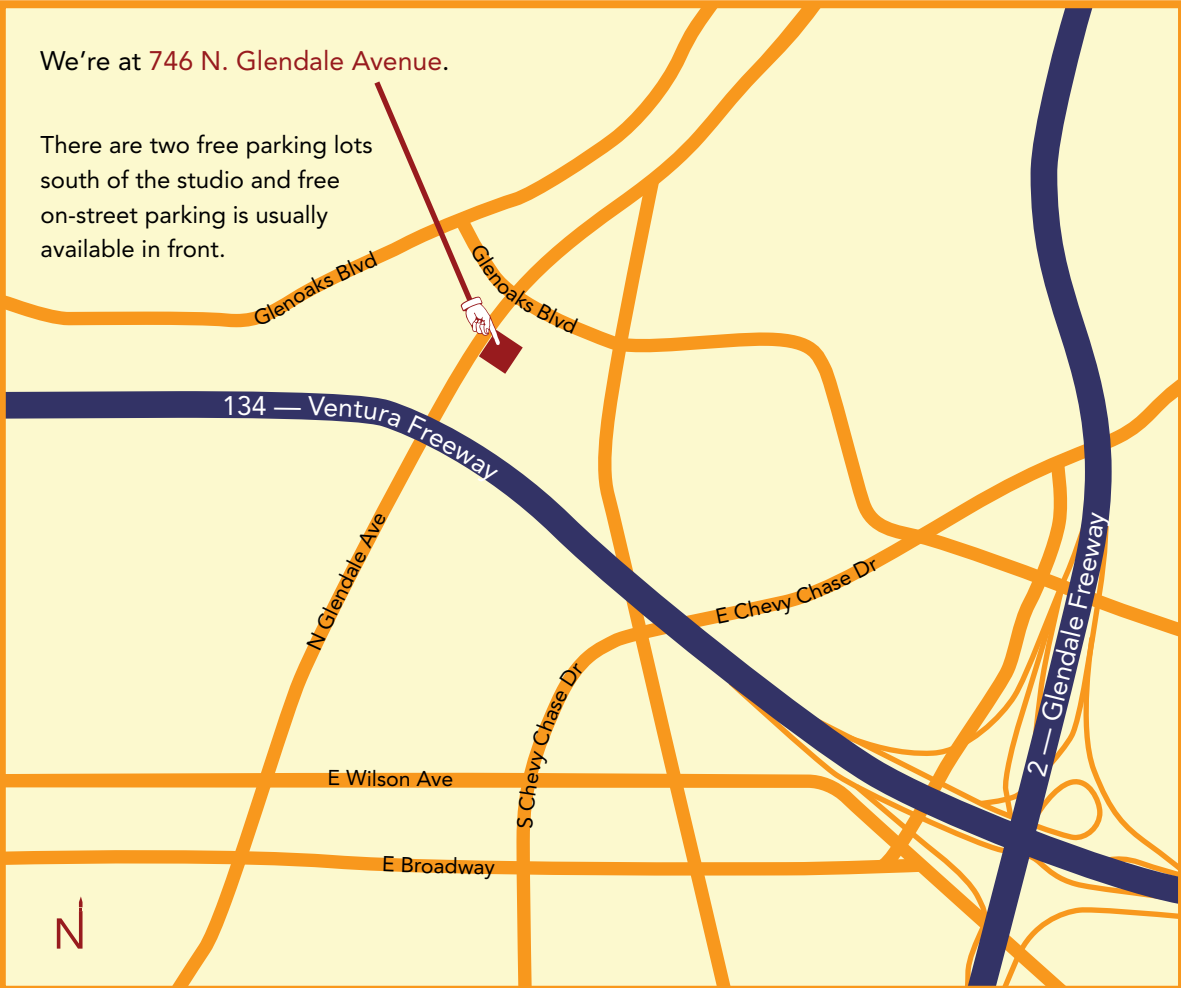 We're at 746 N. Glendale Avenue.
There are two free parking lots
south of the studio and free
on-street parking is usually
available in front.
Glenoaks Blvd
Glenoaks Blvd
134 — Ventura Freeway
N Glendale Ave
E Chevy Chase Dr
2 — Glendale Freeway
S Chevy Chase Dr
E Wilson Ave
E Broadway
N